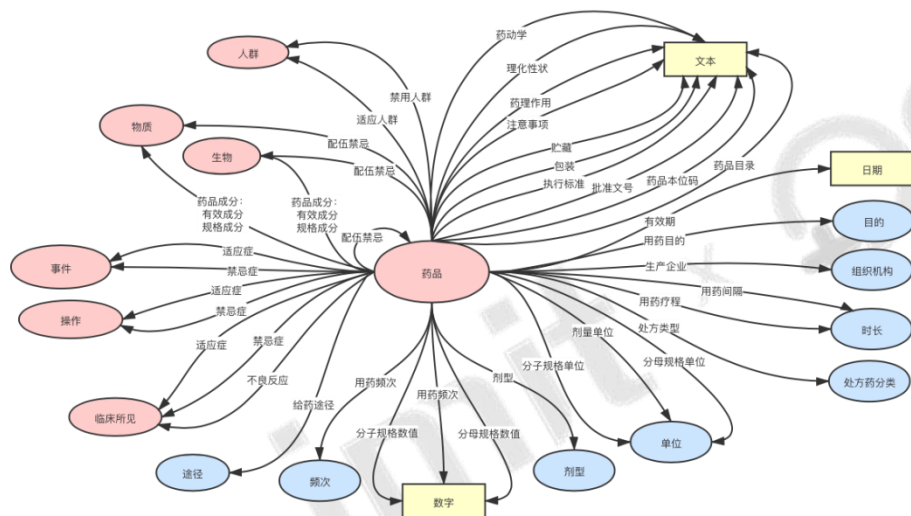 药动学
人群
理化性状
文本
禁用人群
药理作用
适应人群
注意事项
物质
配伍禁忌
贮藏
生物
配伍禁忌
包装
药品目录
日期
执行标准
批准文号
药品本位码
药品成分:
有效成分
规格成分
药品成分:
有效成分
规格成分
有效期
目的
配伍禁忌
用药目的
适应症
事件
禁忌症
药品
生产企业
组织机构
适应症
用药间隔
操作
禁忌症
用药疗程
时长
适应症
禁忌症
剂量单位
处方类型
分母规格单位
不良反应
用药频次
剂型
分子规格单位
处方药分类
用药频次
给药途径
临床所见
分子规格数值
分母规格数值
单位
途径
频次
剂型
数字